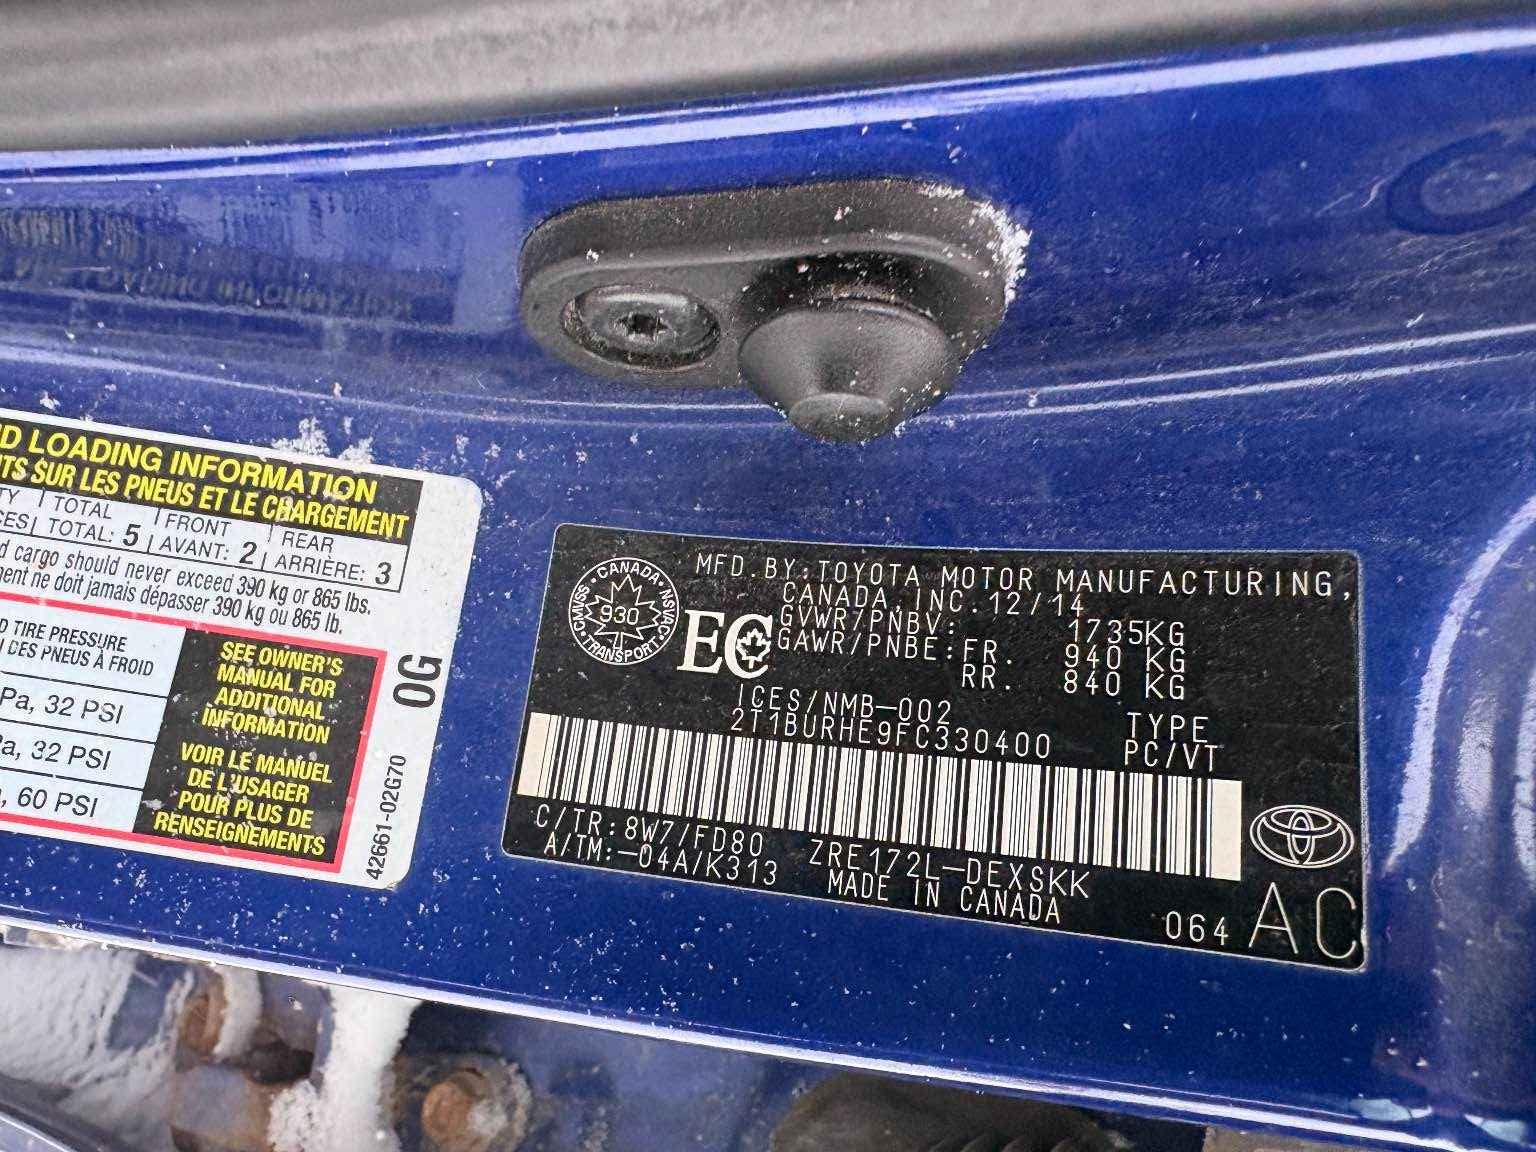 D LOADING INFORMATION
TS SUR LES PNEUS ET LE CHARGEMENT
TY TOTAL FRONT REAR
CES TOTAL: 5 AVANT: 2 ARRIÈRE: 3
d cargo should never exceed 390 kg or 865 lbs.
ment ne doit jamais dépasser 390 kg ou 865 lb.
D TIRE PRESSURE
DES PNEUS À FROID
Pa, 32 PSI
Pa, 32 PSI
, 60 PSI
SEE OWNER'S
MANUAL FOR
ADDITIONAL
INFORMATION
VOIR LE MANUEL
DE L'USAGER
POUR PLUS DE
RENSEIGNEMENTS
0G
42661-02G70
CANADA
CMVSS NSVAC
930
TRANSPORT
EC
MFD.BY:TOYOTA MOTOR MANUFACTURING,
CANADA,INC.12/14
GVWR/PNBV: 1735KG
GAWR/PNBE:FR. 940 KG
RR. 840 KG
ICES/NMB-002
2T1BURHE9FC330400
TYPE
PC/VT
C/TR:8W7/FD80 ZRE172L-DEXSKK
A/TM:-04A/K313 MADE IN CANADA
064 AC